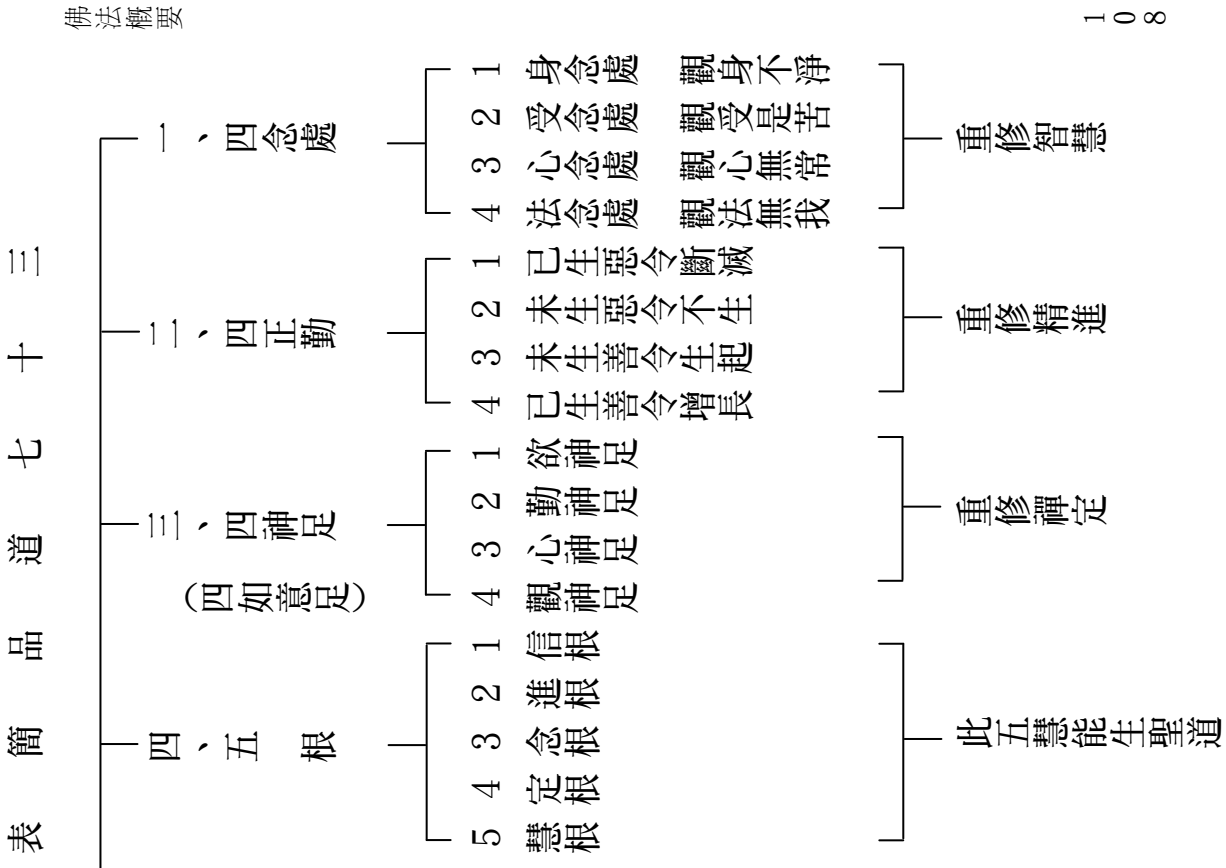 佛法概要
108
三十七道品簡表
一、四念處
1 身念處 觀身不淨
2 受念處 觀受是苦
3 心念處 觀心無常
4 法念處 觀法無我
重修智慧
二、四正勤
1 已生惡令斷滅
2 未生惡令不生
3 未生善令生起
4 已生善令增長
重修精進
三、四神足
(四如意足)
1 欲神足
2 勤神足
3 心神足
4 觀神足
重修禪定
四、五 根
1 信根
2 進根
3 念根
4 定根
5 慧根
此五慧能生聖道